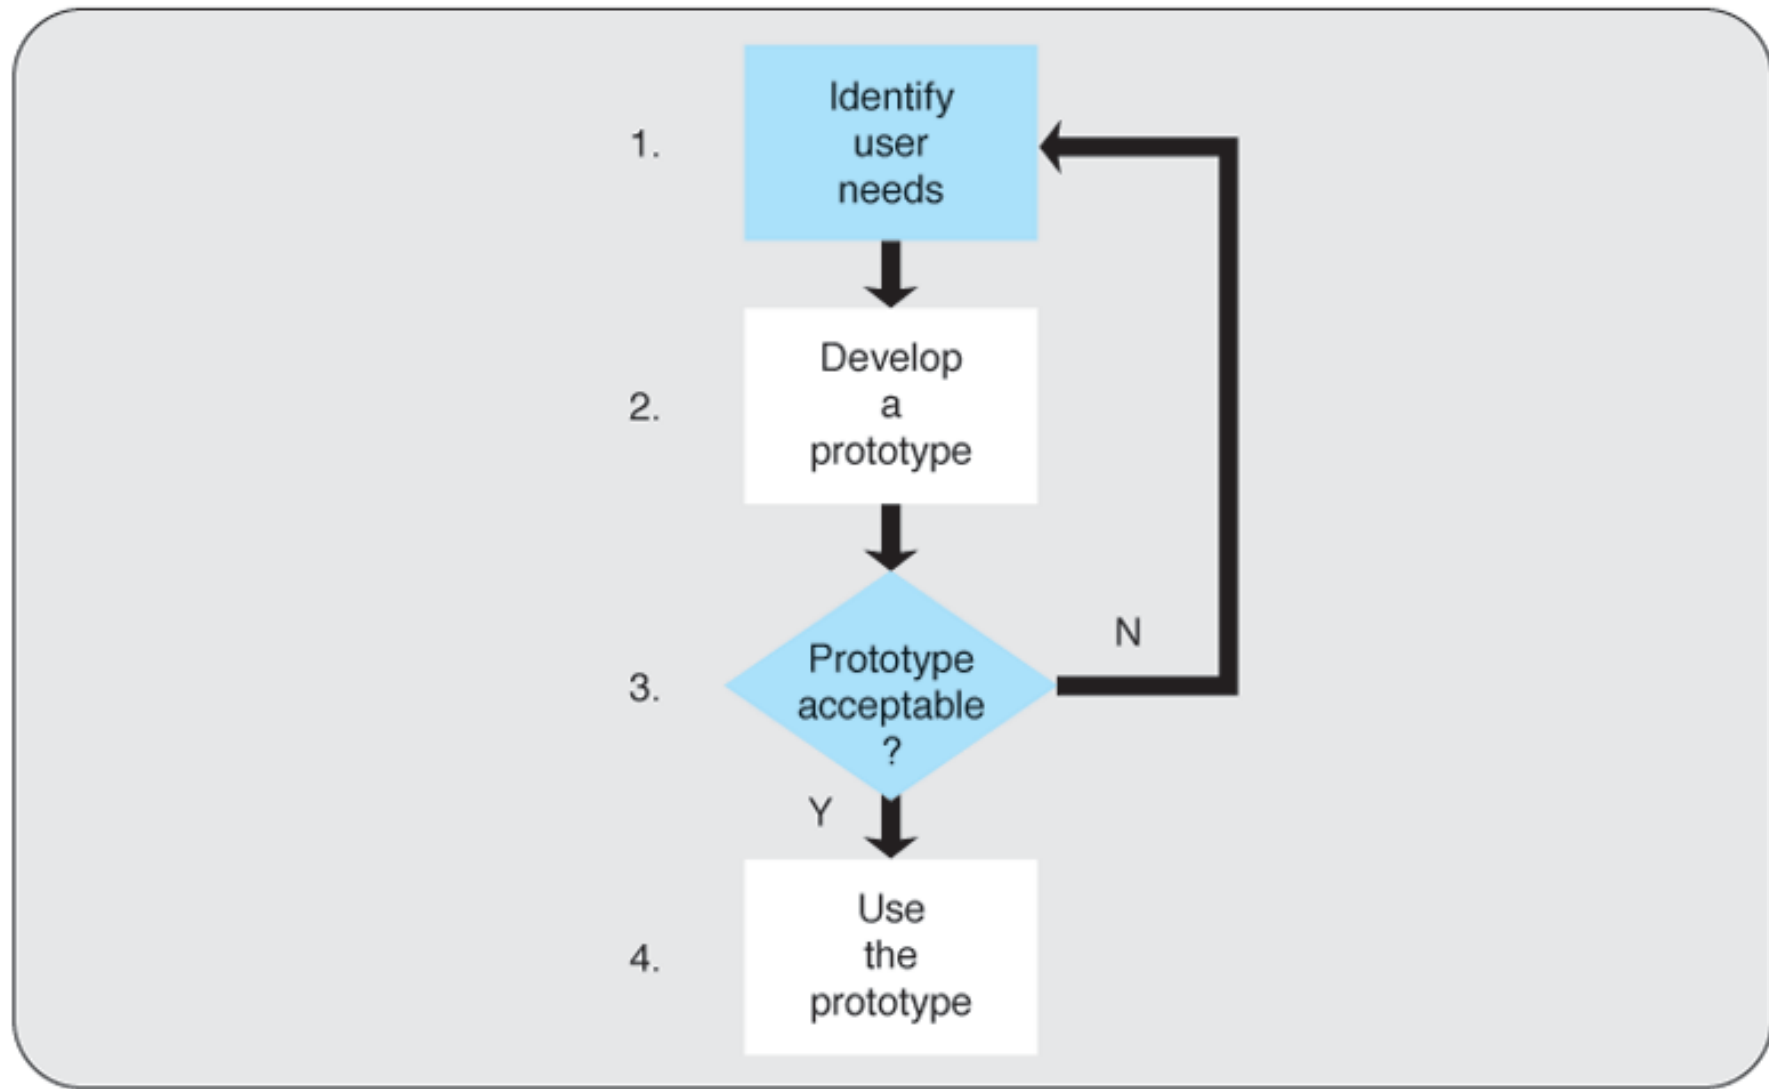 1.
Identify
user
needs
2.
Develop
a
prototype
3.
Prototype
acceptable
?
N
Y
4.
Use
the
prototype